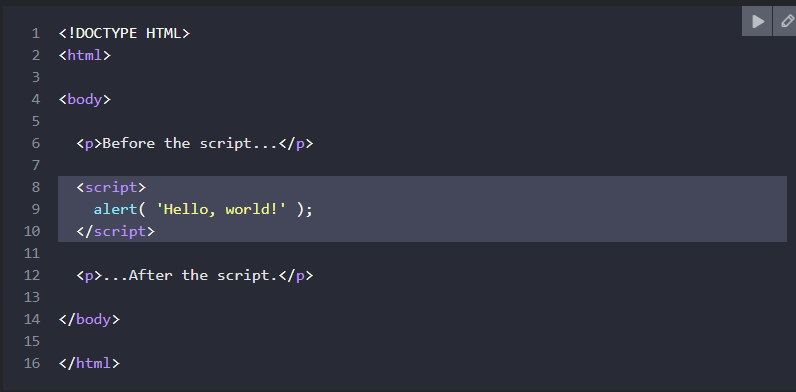 1 <!DOCTYPE HTML>
2 <html>
3
4 <body>
5
6 <p>Before the script...</p>
7
8 <script>
9 alert( 'Hello, world!' );
10 </script>
11
12 <p>...After the script.</p>
13
14 </body>
15
16 </html>